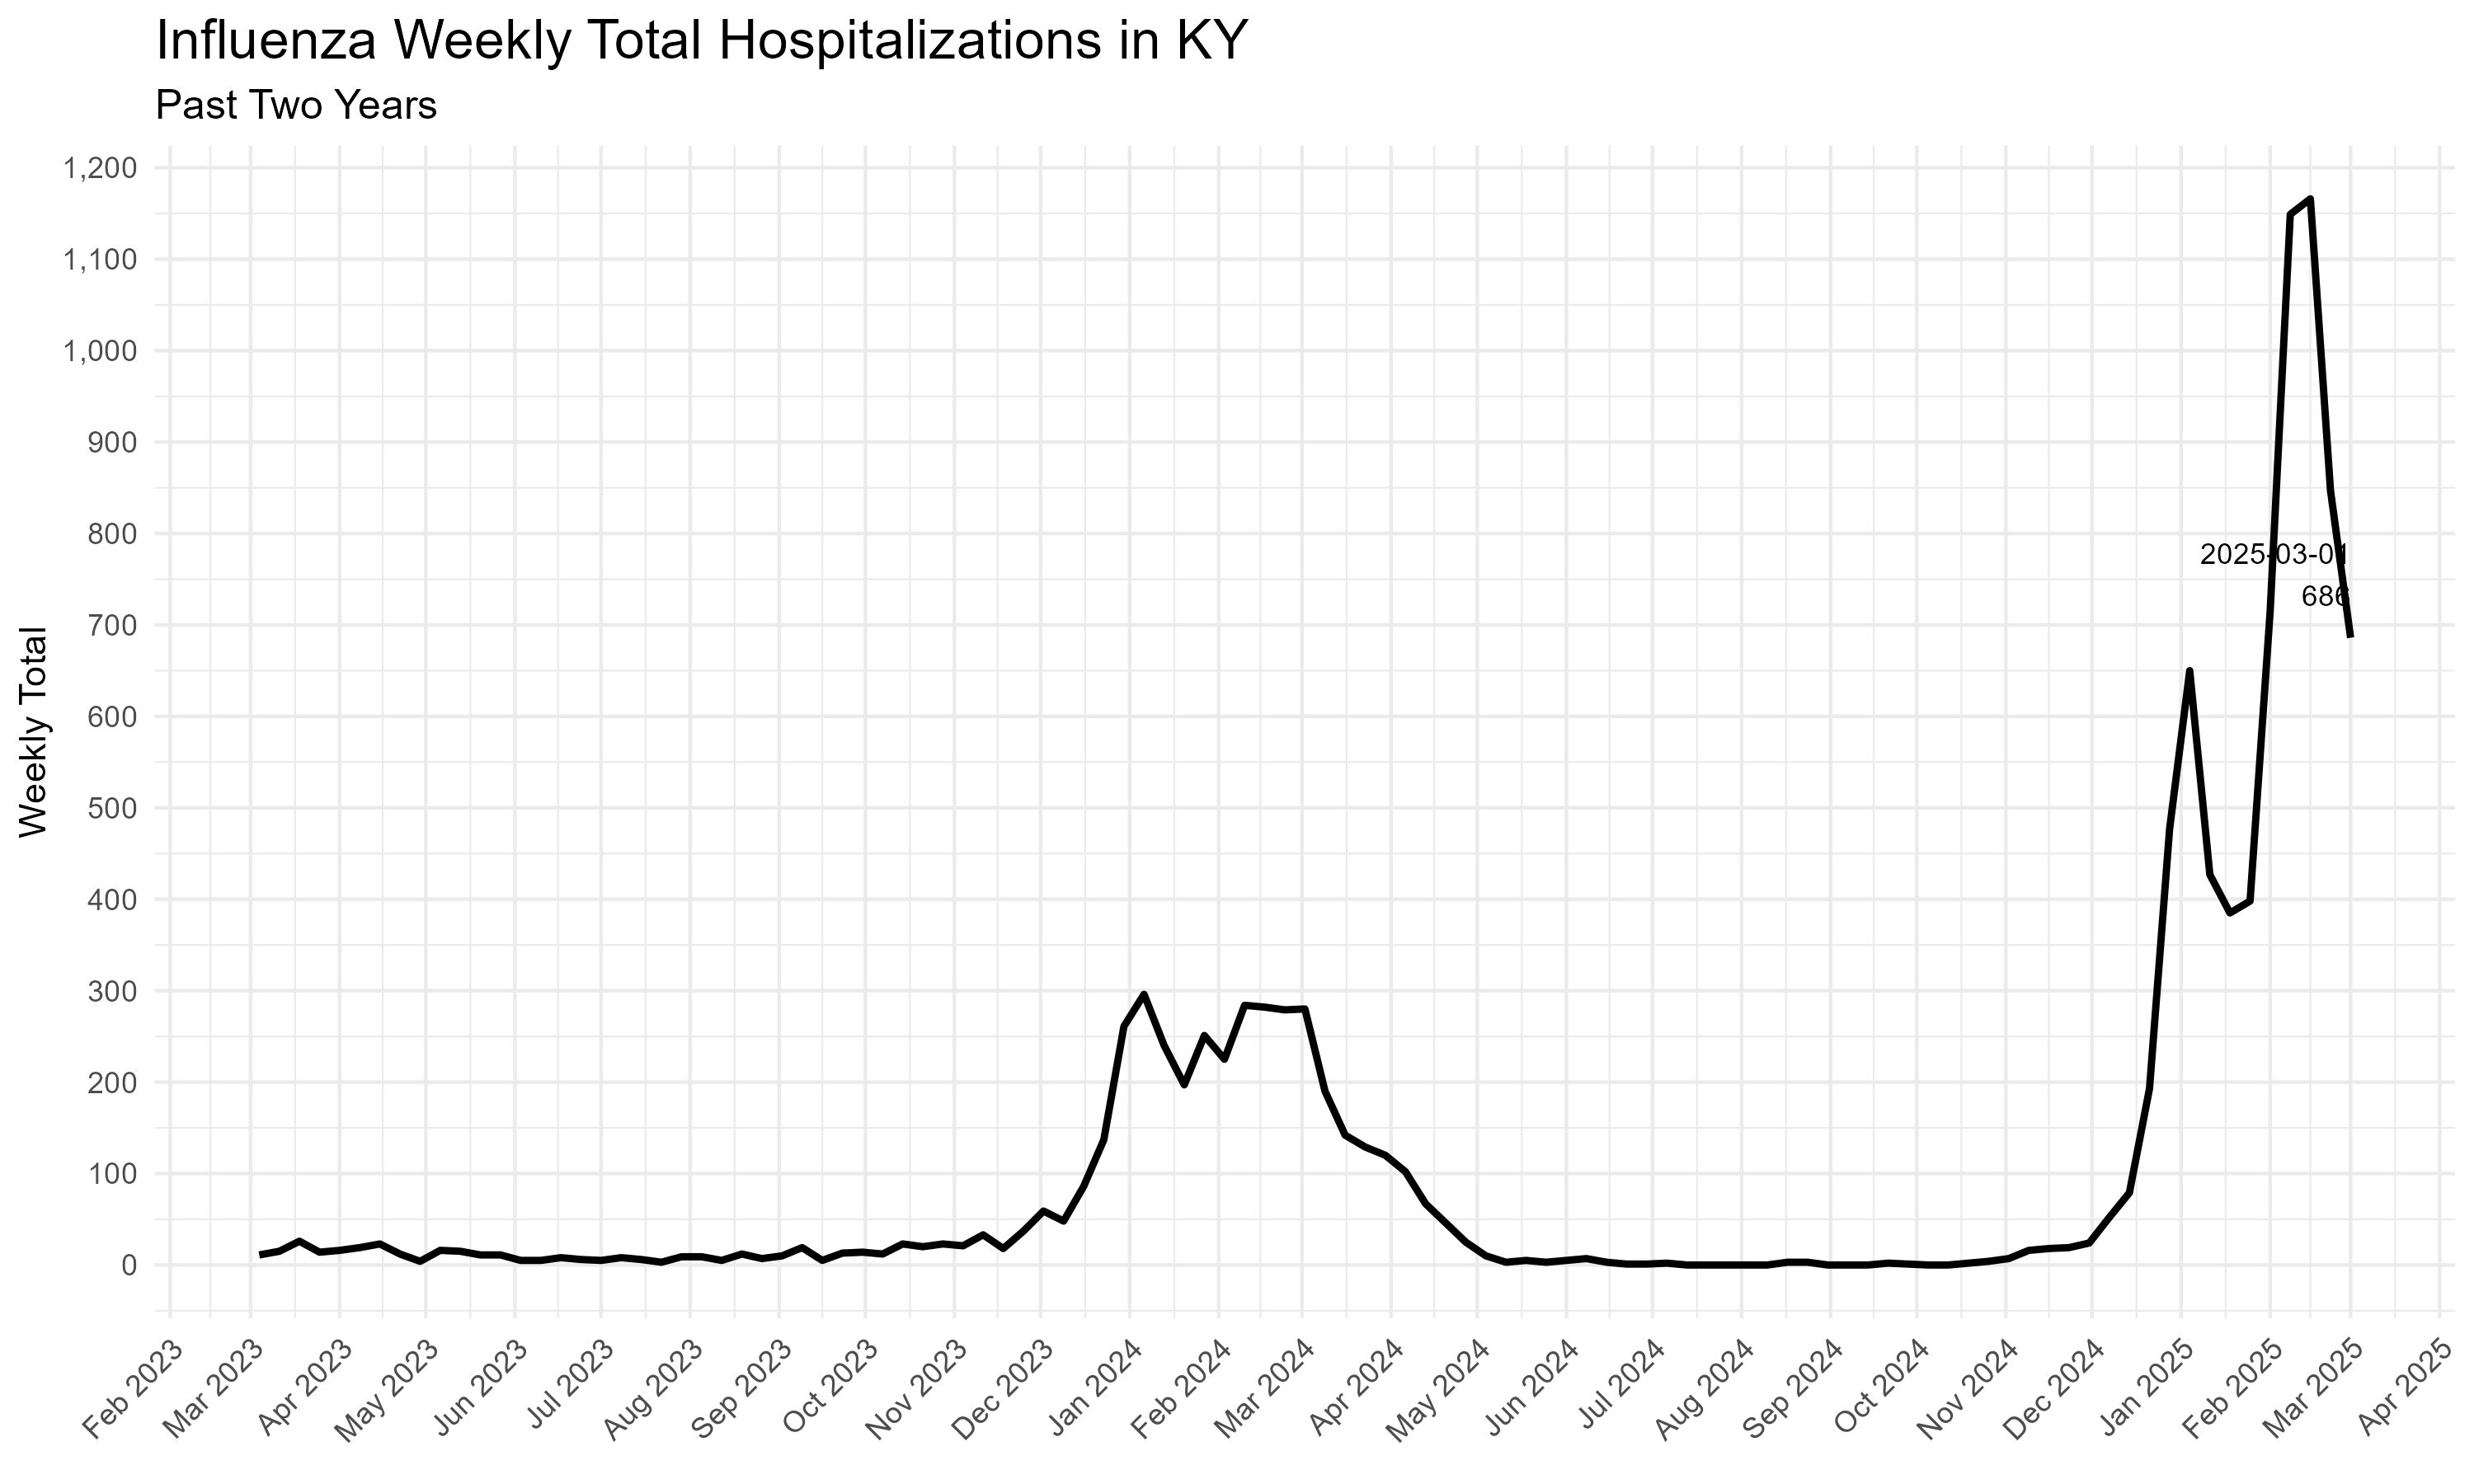 Influenza Weekly Total Hospitalizations in KY
Past Two Years
Weekly Total
1,200
1,100
1,000
900
800
700
600
500
400
300
200
100
0
2025-03-01
686
Feb 2023
Mar 2023
Apr 2023
May 2023
Jun 2023
Jul 2023
Aug 2023
Sep 2023
Oct 2023
Nov 2023
Dec 2023
Jan 2024
Feb 2024
Mar 2024
Apr 2024
May 2024
Jun 2024
Jul 2024
Aug 2024
Sep 2024
Oct 2024
Nov 2024
Dec 2024
Jan 2025
Feb 2025
Mar 2025
Apr 2025